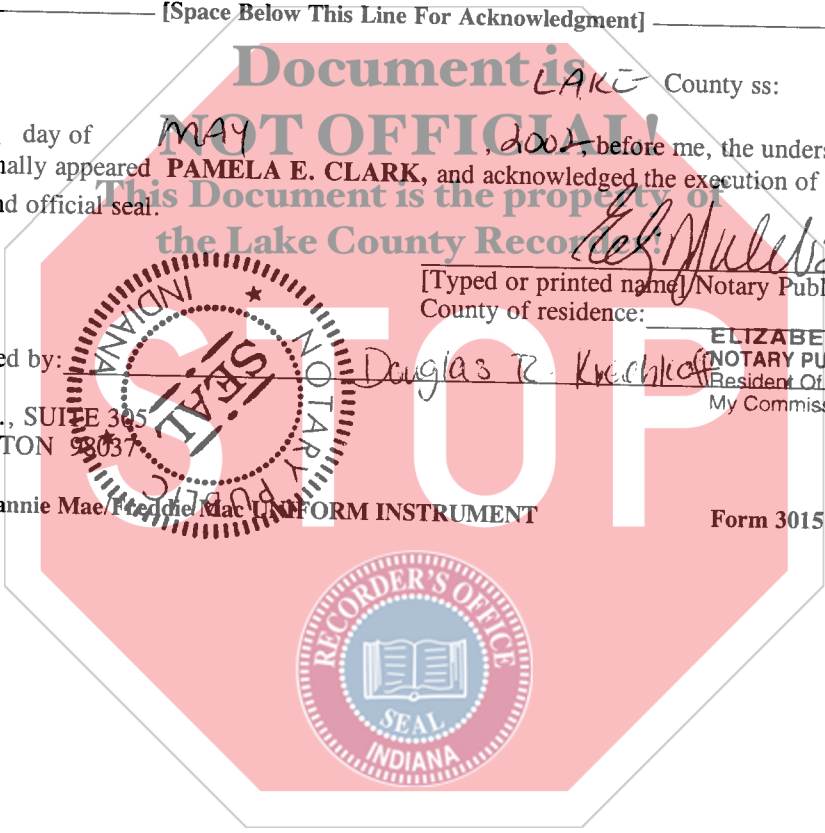 [Space Below This Line For Acknowledgment]
Document is
LAKE County ss:
NOT OFFICIAL!
day of MAY , 2002, before me, the unders
nally appeared PAMELA E. CLARK, and acknowledged the execution of
This Document is the property of
nd official seal.
the Lake County Recorder!
[Typed or printed name] Notary Publ
County of residence:
ELIZABE
ed by: Douglas R. Kvachkoff NOTARY PU
Resident Of
My Commiss
., SUITE 305
TON 98037
NOTARY PUBLIC
INDIANA
SEAL
STOP
annie Mae/Freddie Mac UNIFORM INSTRUMENT Form 3015
RECORDER'S OFFICE
SEAL
INDIANA